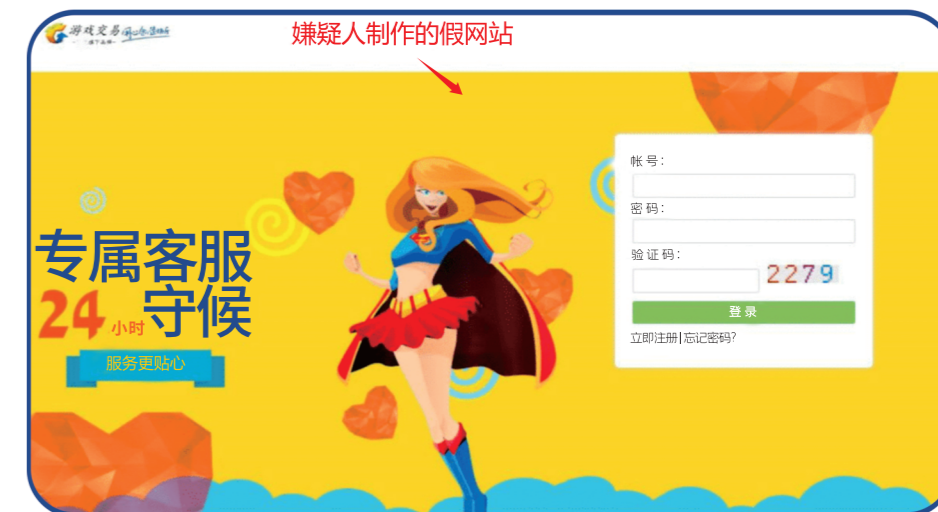 游戏交易
嫌疑人制作的假网站
帐号：
密码：
验证码：
2279
登录
立即注册|忘记密码?
专属客服
24小时守候
服务更贴心